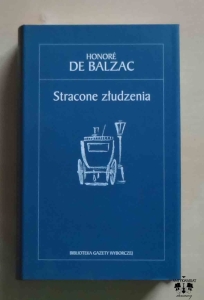 HONORÉ
DE BALZAC
Stracone złudzenia
BIBLIOTEKA GAZETY WYBORCZEJ